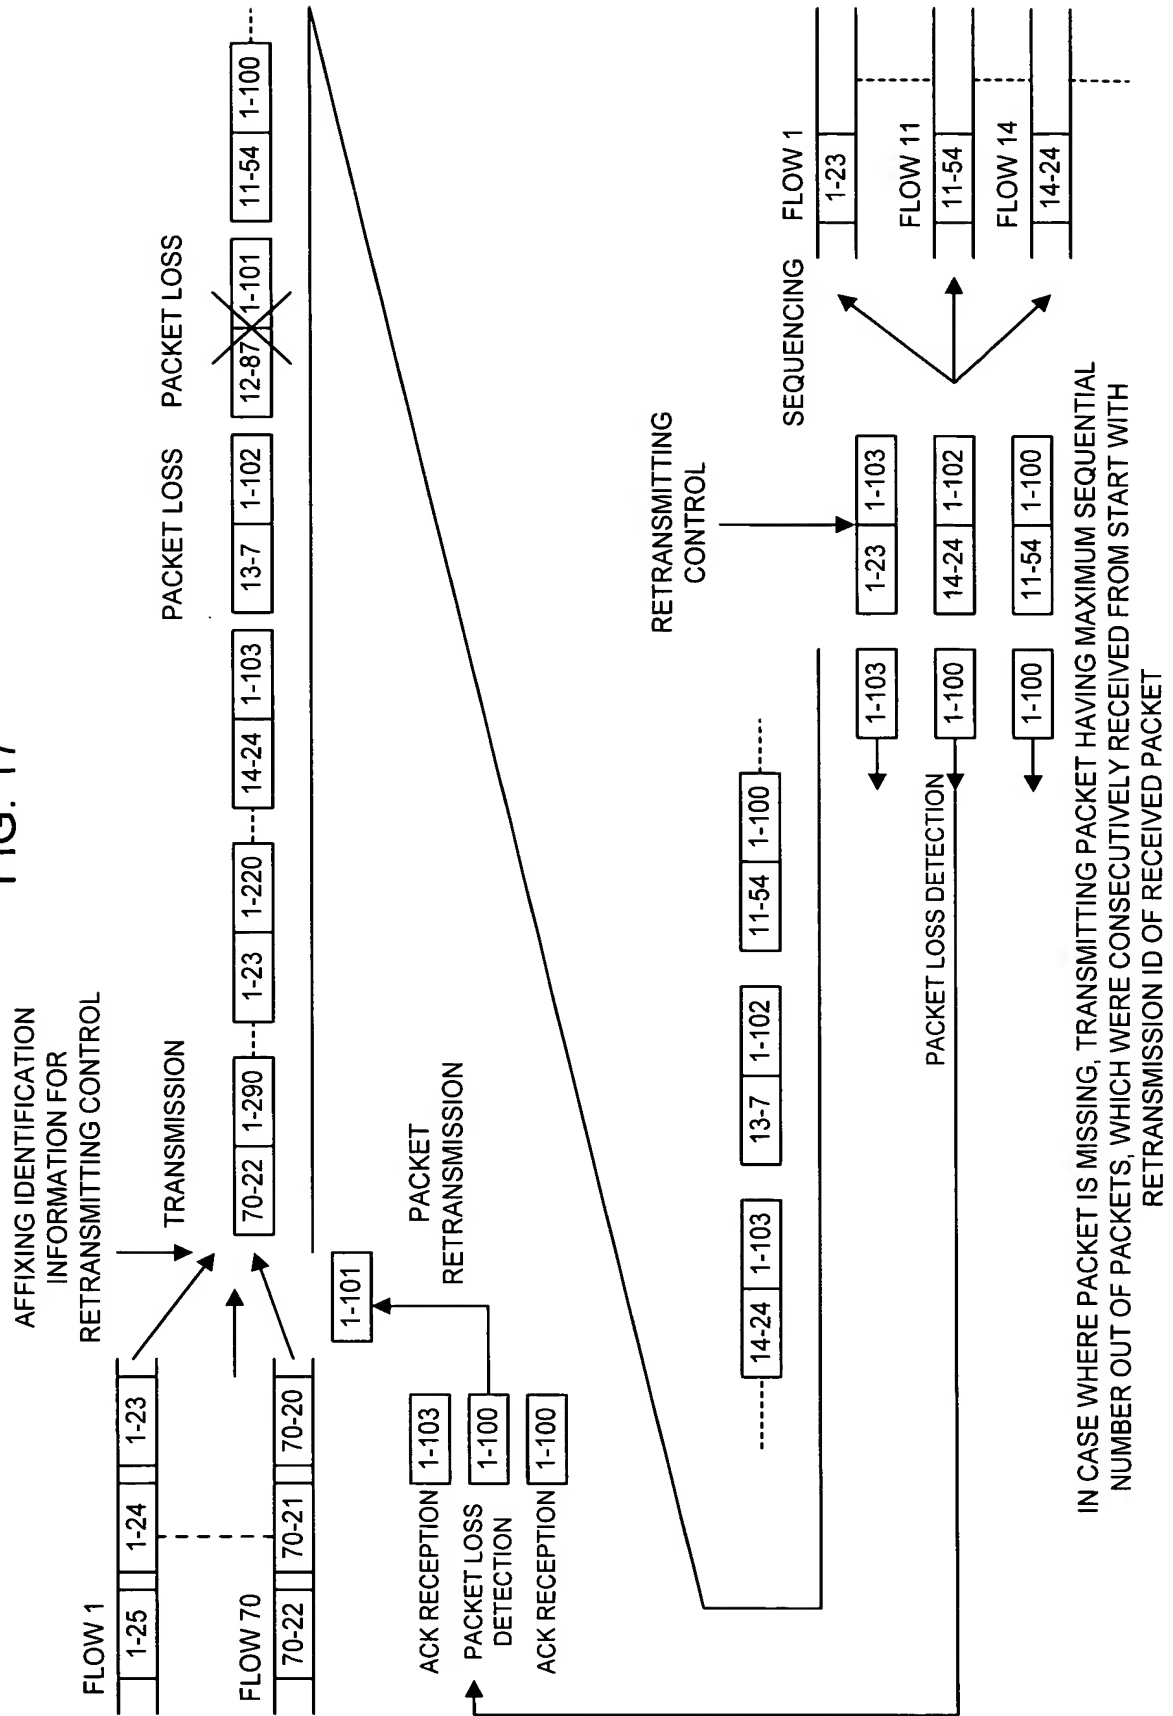 FIG. 17
AFFIXING IDENTIFICATION
INFORMATION FOR
RETRANSMITTING CONTROL
TRANSMISSION
PACKET LOSS
PACKET LOSS
FLOW 1
1-25
1-24
1-23
FLOW 70
70-22
70-21
70-20
70-22
1-290
1-23
1-220
14-24
1-103
13-7
1-102
12-87
1-101
11-54
1-100
1-101
PACKET
RETRANSMISSION
ACK RECEPTION
1-103
PACKET LOSS
DETECTION
1-100
ACK RECEPTION
1-100
14-24
1-103
13-7
1-102
11-54
1-100
RETRANSMITTING
CONTROL
PACKET LOSS DETECTION
1-103
1-100
1-100
1-23
1-103
14-24
1-102
11-54
1-100
SEQUENCING
FLOW 1
1-23
FLOW 11
11-54
FLOW 14
14-24
IN CASE WHERE PACKET IS MISSING, TRANSMITTING PACKET HAVING MAXIMUM SEQUENTIAL
NUMBER OUT OF PACKETS, WHICH WERE CONSECUTIVELY RECEIVED FROM START WITH
RETRANSMISSION ID OF RECEIVED PACKET